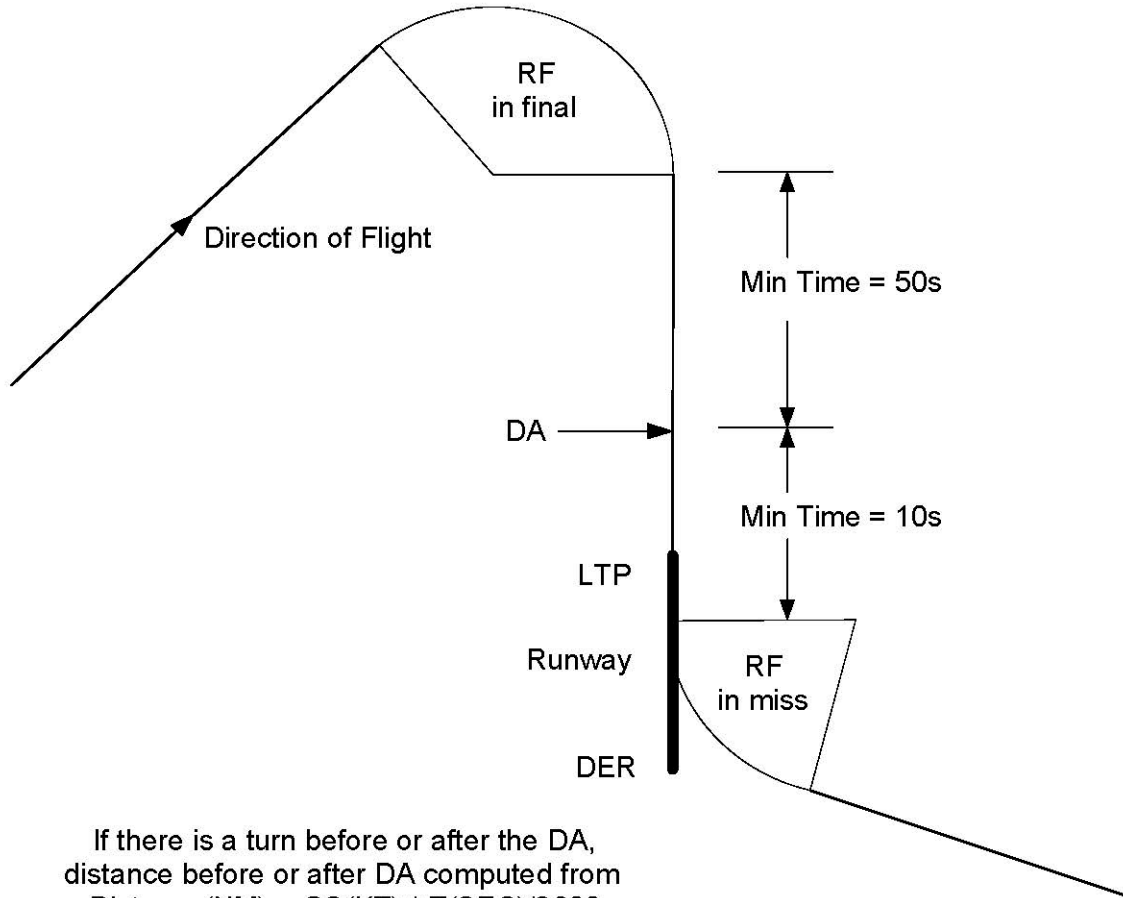 RF
in final
Direction of Flight
Min Time = 50s
DA
Min Time = 10s
LTP
Runway
RF
in miss
DER
If there is a turn before or after the DA,
distance before or after DA computed from